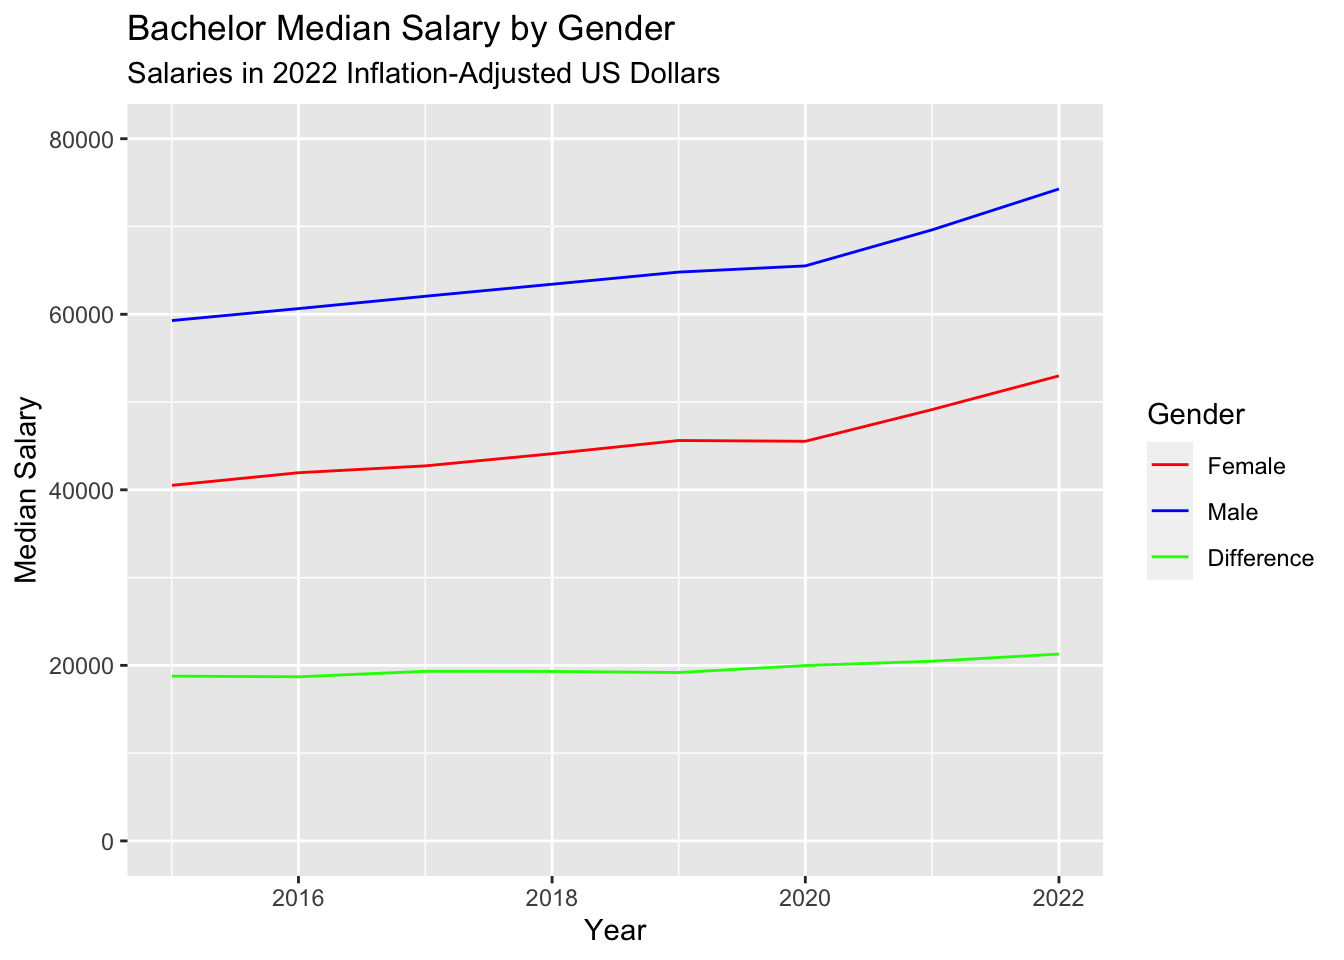 Bachelor Median Salary by Gender
Salaries in 2022 Inflation-Adjusted US Dollars
Median Salary
80000
60000
40000
20000
0
2016
2018
2020
2022
Year
Gender
Female
Male
Difference